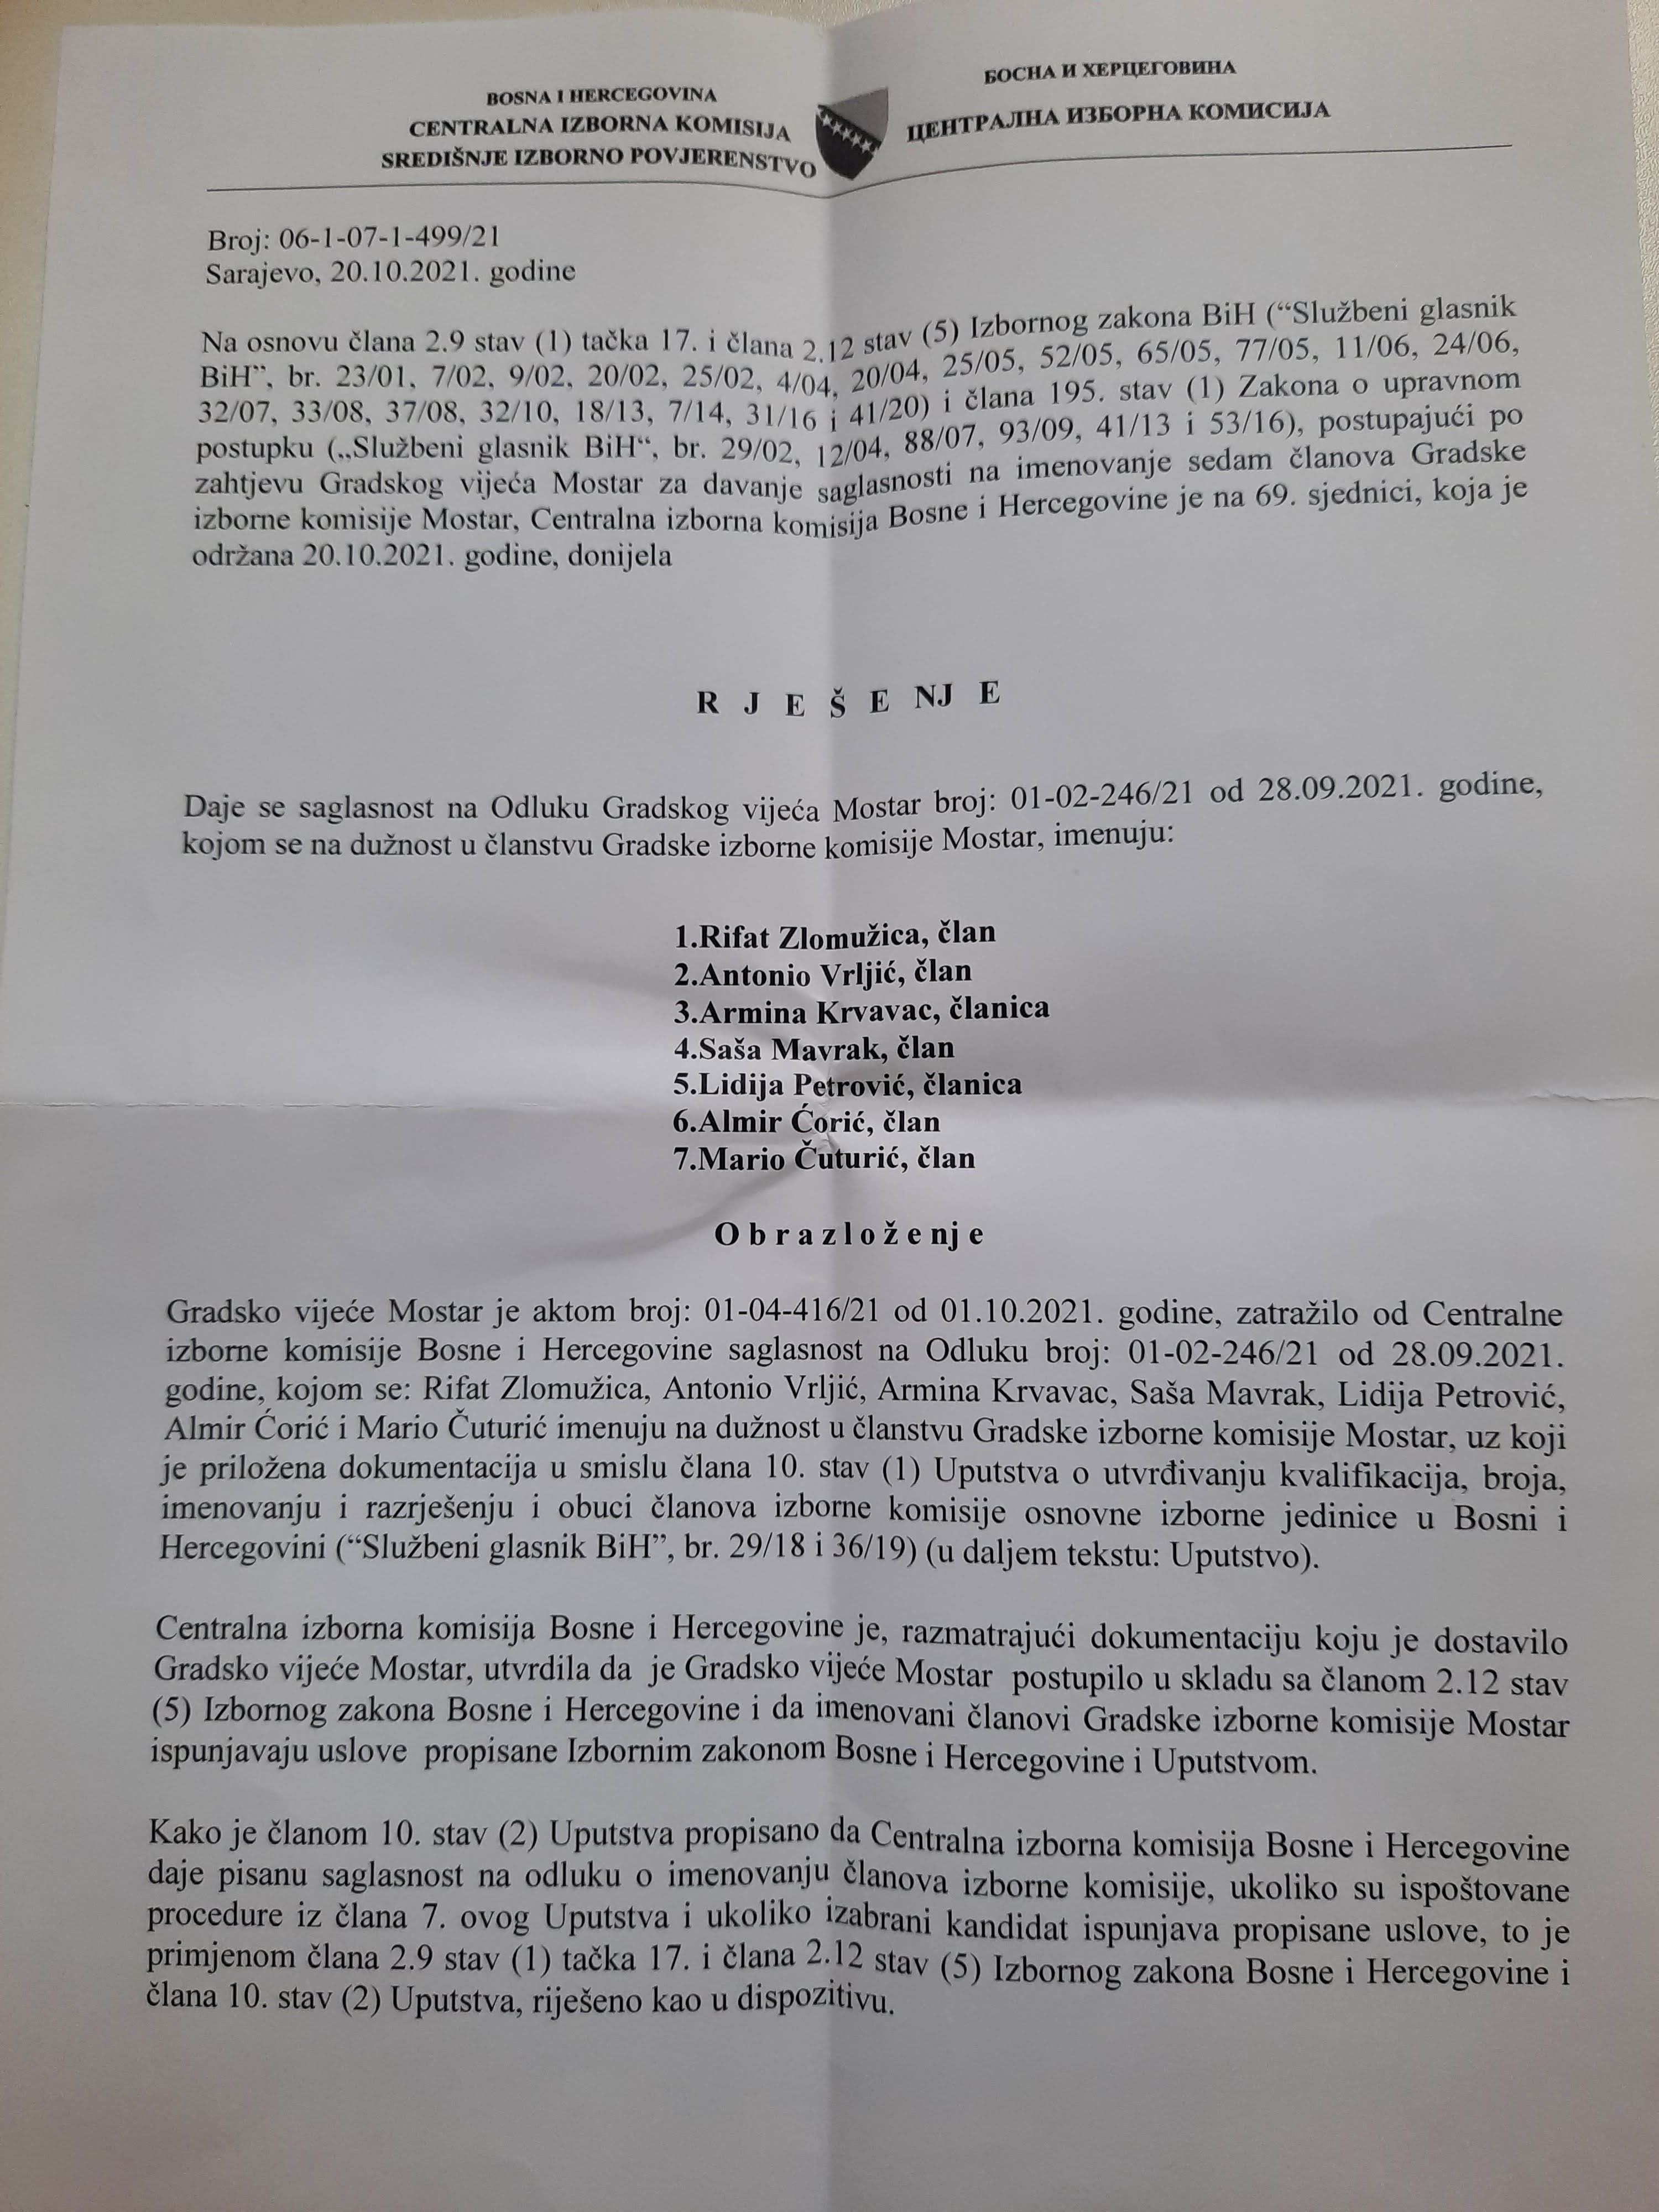 BOSNA I HERCEGOVINA
CENTRALNA IZBORNA KOMISIJA
SREDIŠNJE IZBORNO POVJERENSTVO
БОСНА И ХЕРЦЕГОВИНА
ЦЕНТРАЛНА ИЗБОРНА КОМИСИЈА
Broj: 06-1-07-1-499/21
Sarajevo, 20.10.2021. godine
Na osnovu člana 2.9 stav (1) tačka 17. i člana 2.12 stav (5) Izbornog zakona BiH (“Službeni glasnik
BiH”, br. 23/01, 7/02, 9/02, 20/02, 25/02, 4/04, 20/04, 25/05, 52/05, 65/05, 77/05, 11/06, 24/06,
32/07, 33/08, 37/08, 32/10, 18/13, 7/14, 31/16 i 41/20) i člana 195. stav (1) Zakona o upravnom
postupku („Službeni glasnik BiH“, br. 29/02, 12/04, 88/07, 93/09, 41/13 i 53/16), postupajući po
zahtjevu Gradskog vijeća Mostar za davanje saglasnosti na imenovanje sedam članova Gradske
izborne komisije Mostar, Centralna izborna komisija Bosne i Hercegovine je na 69. sjednici, koja je
održana 20.10.2021. godine, donijela
R J E Š E NJ E
Daje se saglasnost na Odluku Gradskog vijeća Mostar broj: 01-02-246/21 od 28.09.2021. godine,
kojom se na dužnost u članstvu Gradske izborne komisije Mostar, imenuju:
1.Rifat Zlomužica, član
2.Antonio Vrljić, član
3.Armina Krvavac, članica
4.Saša Mavrak, član
5.Lidija Petrović, članica
6.Almir Ćorić, član
7.Mario Čuturić, član
O b r a z l o ž e nj e
Gradsko vijeće Mostar je aktom broj: 01-04-416/21 od 01.10.2021. godine, zatražilo od Centralne
izborne komisije Bosne i Hercegovine saglasnost na Odluku broj: 01-02-246/21 od 28.09.2021.
godine, kojom se: Rifat Zlomužica, Antonio Vrljić, Armina Krvavac, Saša Mavrak, Lidija Petrović,
Almir Ćorić i Mario Čuturić imenuju na dužnost u članstvu Gradske izborne komisije Mostar, uz koji
je priložena dokumentacija u smislu člana 10. stav (1) Uputstva o utvrđivanju kvalifikacija, broja,
imenovanju i razrješenju i obuci članova izborne komisije osnovne izborne jedinice u Bosni i
Hercegovini (“Službeni glasnik BiH”, br. 29/18 i 36/19) (u daljem tekstu: Uputstvo).
Centralna izborna komisija Bosne i Hercegovine je, razmatrajući dokumentaciju koju je dostavilo
Gradsko vijeće Mostar, utvrdila da je Gradsko vijeće Mostar postupilo u skladu sa članom 2.12 stav
(5) Izbornog zakona Bosne i Hercegovine i da imenovani članovi Gradske izborne komisije Mostar
ispunjavaju uslove propisane Izbornim zakonom Bosne i Hercegovine i Uputstvom.
Kako je članom 10. stav (2) Uputstva propisano da Centralna izborna komisija Bosne i Hercegovine
daje pisanu saglasnost na odluku o imenovanju članova izborne komisije, ukoliko su ispoštovane
procedure iz člana 7. ovog Uputstva i ukoliko izabrani kandidat ispunjava propisane uslove, to je
primjenom člana 2.9 stav (1) tačka 17. i člana 2.12 stav (5) Izbornog zakona Bosne i Hercegovine i
člana 10. stav (2) Uputstva, riješeno kao u dispozitivu.